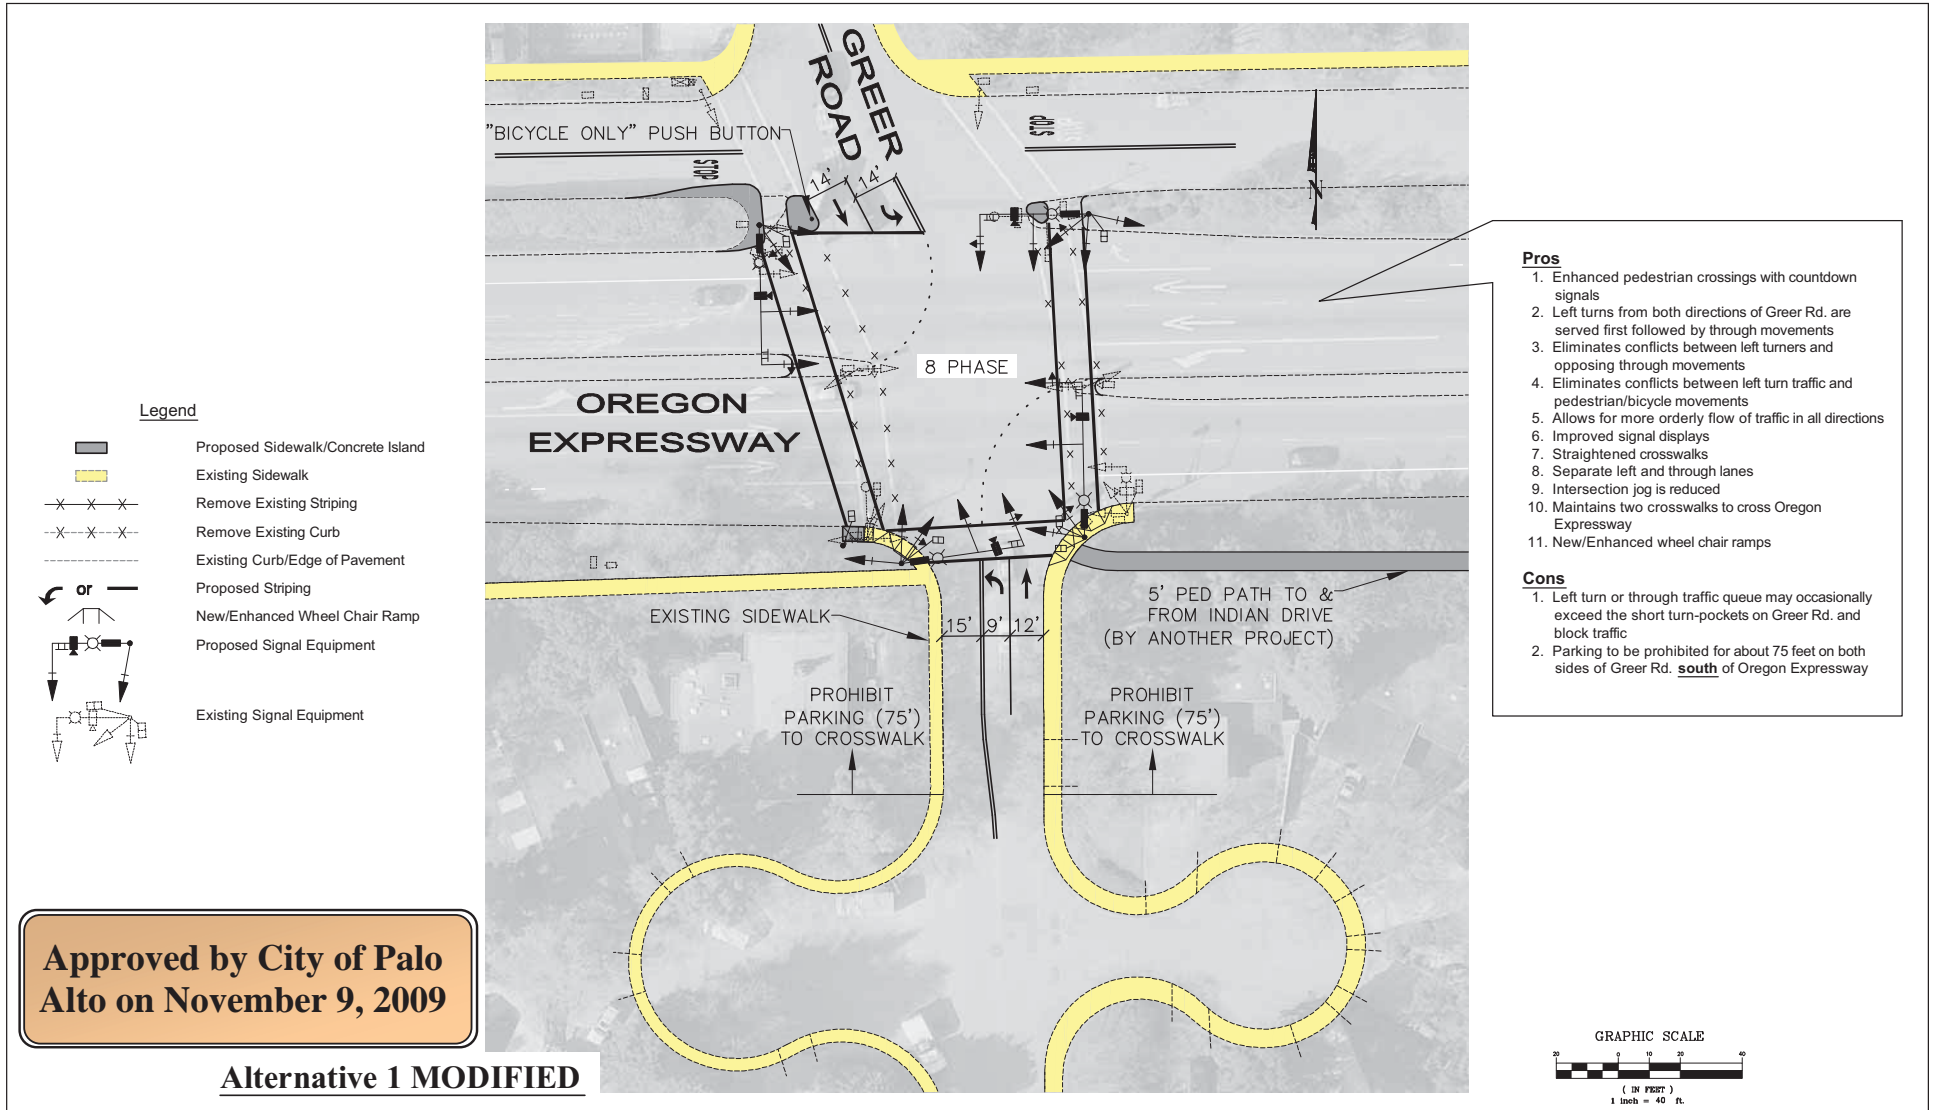 GREER
ROAD
"BICYCLE ONLY" PUSH BUTTON
STOP
STOP
14'
14'
N
8 PHASE
OREGON
EXPRESSWAY
EXISTING SIDEWALK
15'
9'
12'
5' PED PATH TO &
FROM INDIAN DRIVE
(BY ANOTHER PROJECT)
PROHIBIT
PARKING (75')
TO CROSSWALK
PROHIBIT
PARKING (75')
TO CROSSWALK
Legend
Proposed Sidewalk/Concrete Island
Existing Sidewalk
Remove Existing Striping
Remove Existing Curb
Existing Curb/Edge of Pavement
or
Proposed Striping
New/Enhanced Wheel Chair Ramp
Proposed Signal Equipment
Existing Signal Equipment
Pros
1. Enhanced pedestrian crossings with countdown
signals
2. Left turns from both directions of Greer Rd. are
served first followed by through movements
3. Eliminates conflicts between left turners and
opposing through movements
4. Eliminates conflicts between left turn traffic and
pedestrian/bicycle movements
5. Allows for more orderly flow of traffic in all directions
6. Improved signal displays
7. Straightened crosswalks
8. Separate left and through lanes
9. Intersection jog is reduced
10. Maintains two crosswalks to cross Oregon
Expressway
11. New/Enhanced wheel chair ramps
Cons
1. Left turn or through traffic queue may occasionally
exceed the short turn-pockets on Greer Rd. and
block traffic
2. Parking to be prohibited for about 75 feet on both
sides of Greer Rd. south of Oregon Expressway
Approved by City of Palo
Alto on November 9, 2009
Alternative 1 MODIFIED
GRAPHIC SCALE
20 0 10 20 40
( IN FEET )
1 inch = 40 ft.